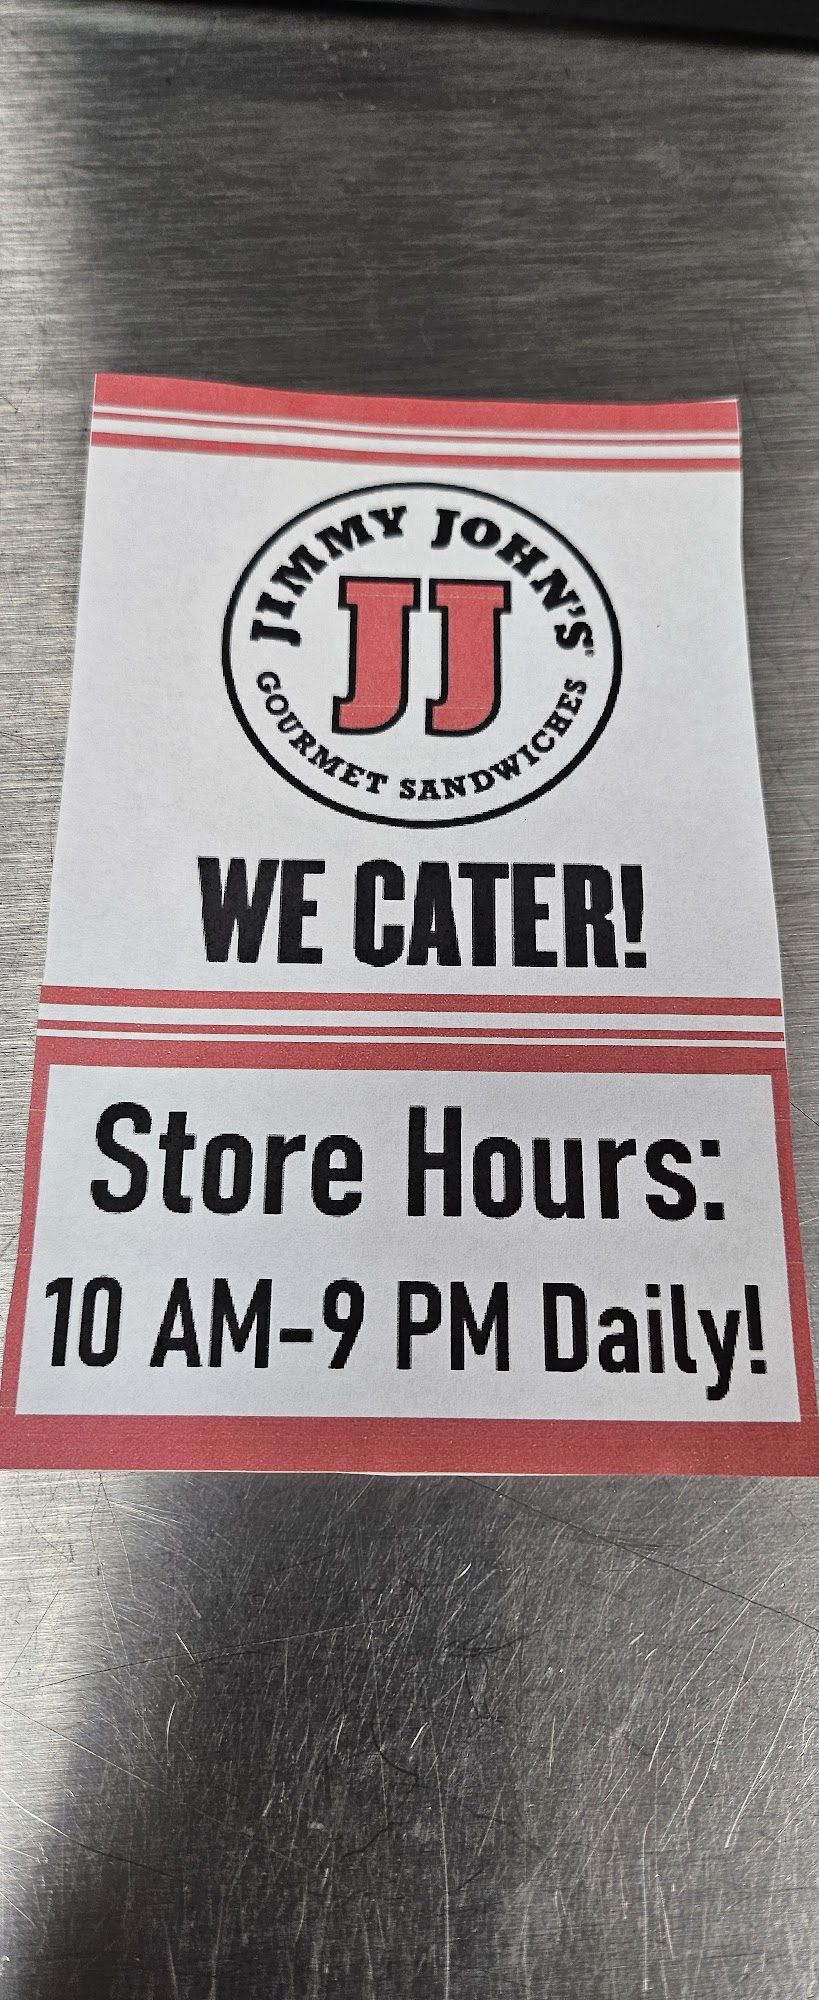 JIMMY JOHN'S®
JJ
GOURMET SANDWICHES
WE CATER!
Store Hours:
10 AM-9 PM Daily!